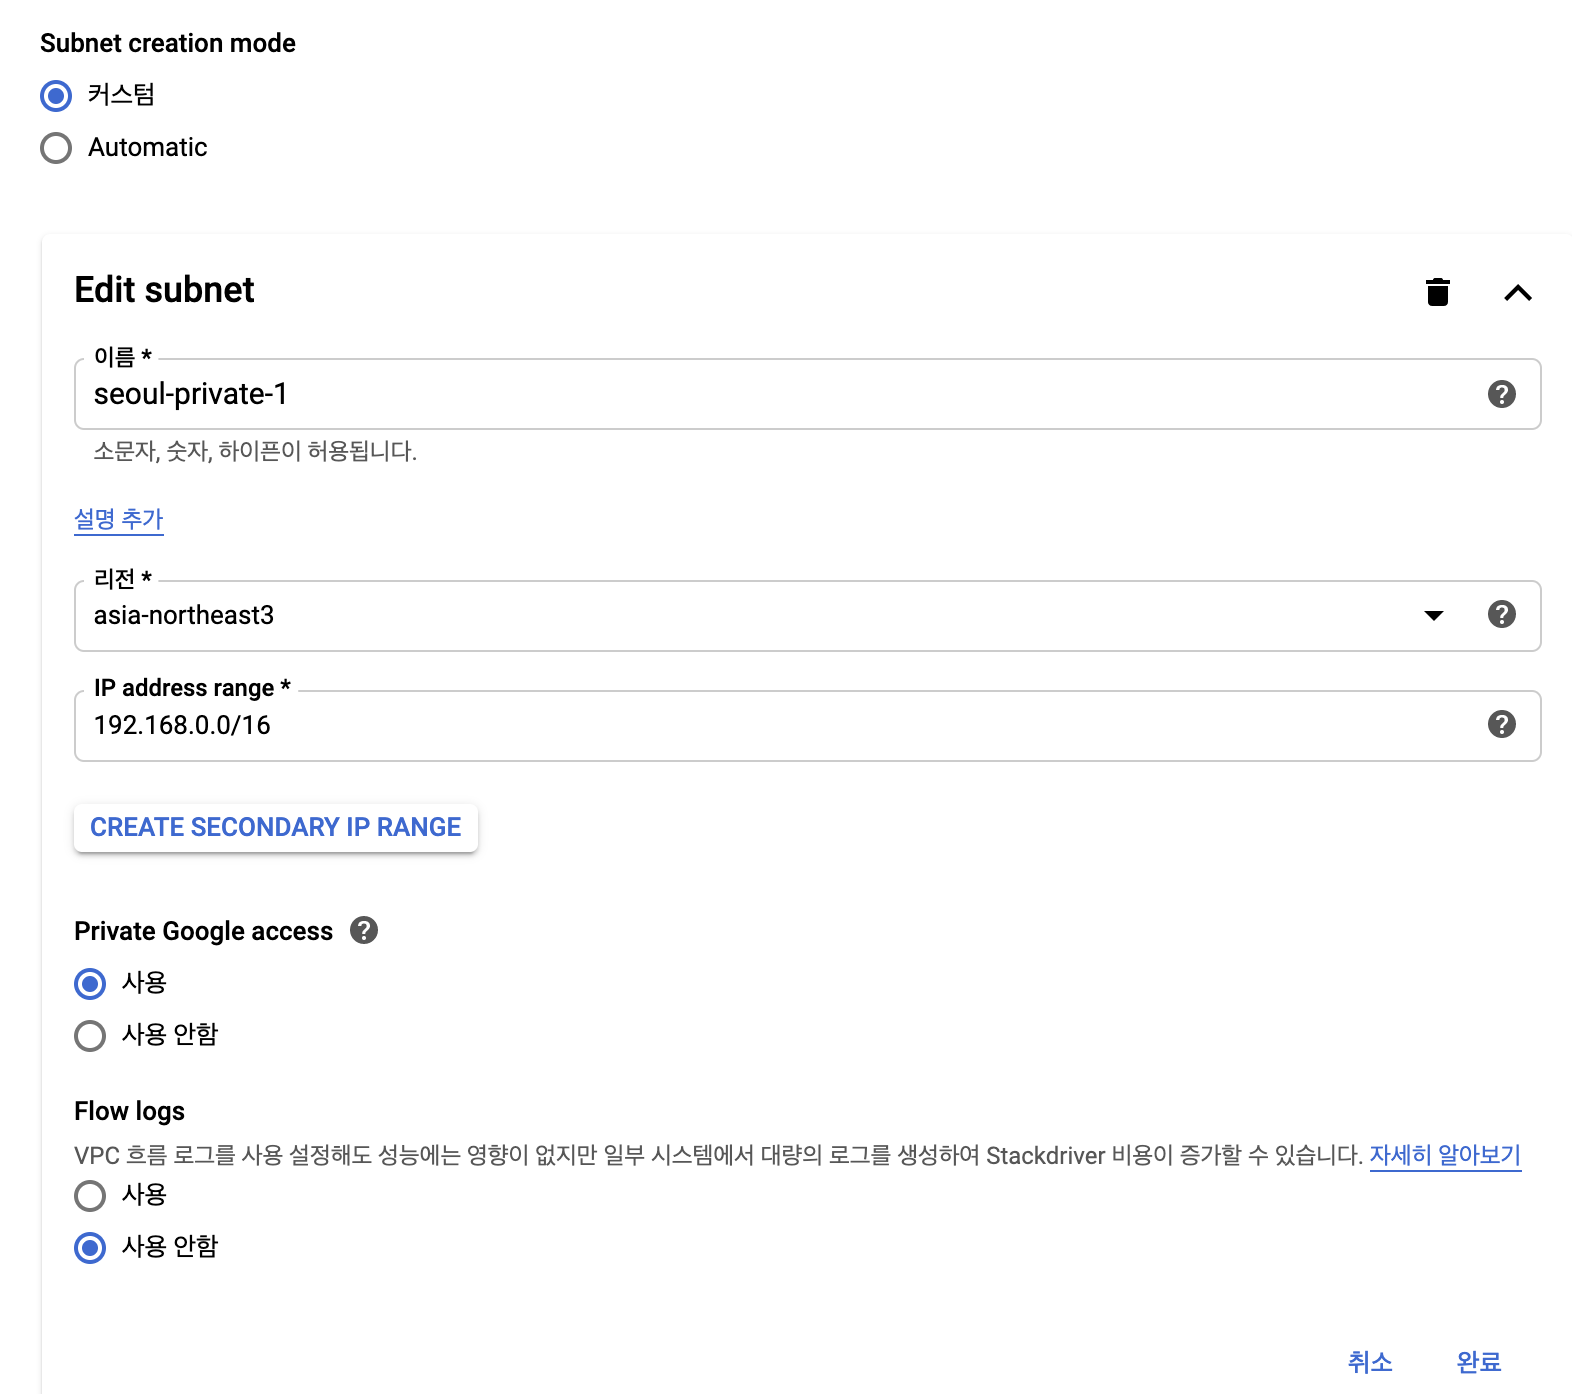 Subnet creation mode
커스텀
Automatic
Edit subnet
이름 *
seoul-private-1
소문자, 숫자, 하이픈이 허용됩니다.
설명 추가
리전 *
asia-northeast3
IP address range *
192.168.0.0/16
CREATE SECONDARY IP RANGE
Private Google access
사용
사용 안함
Flow logs
VPC 흐름 로그를 사용 설정해도 성능에는 영향이 없지만 일부 시스템에서 대량의 로그를 생성하여 Stackdriver 비용이 증가할 수 있습니다. 자세히 알아보기
사용
사용 안함
취소 완료